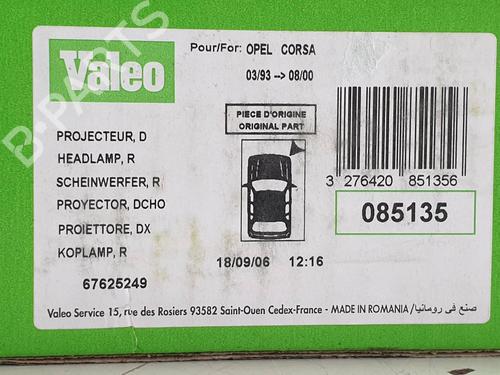 Valeo
Pour/For: OPEL CORSA
03/93 --> 08/00
PIECE D'ORIGINE
ORIGINAL PART
PROJECTEUR, D
HEADLAMP, R
SCHEINWERFER, R
PROYECTOR, DCHO
PROIETTORE, DX
KOPLAMP, R
67625249
18/09/06 12:16
3 276420 851356
085135
Valeo Service 15, rue des Rosiers 93582 Saint-Ouen Cedex-France - MADE IN ROMANIA/صنع في رومانيا
B-PARTS